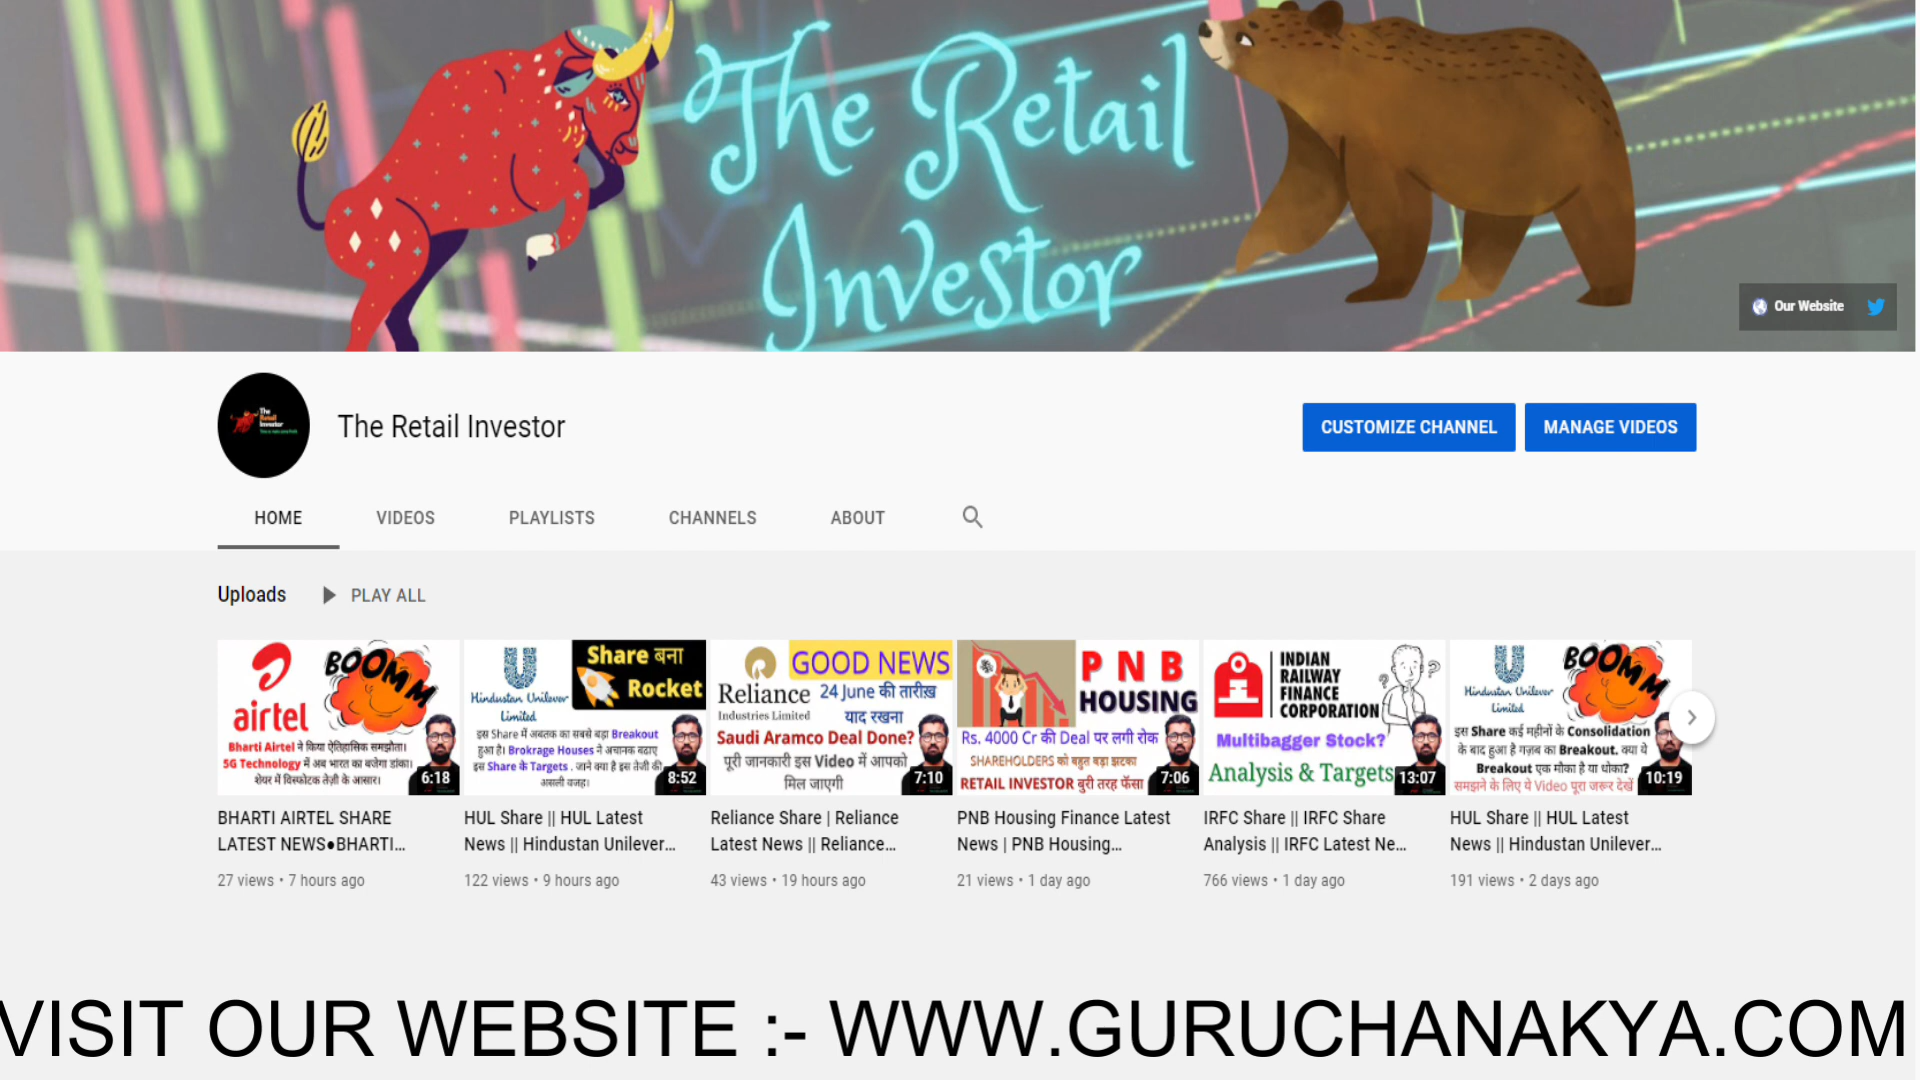 The Retail
Investor
Our Website
The Retail Investor
CUSTOMIZE CHANNEL
MANAGE VIDEOS
HOME
VIDEOS
PLAYLISTS
CHANNELS
ABOUT
Uploads
PLAY ALL
BOOMM
airtel
Bharti Airtel ने किया ऐतिहासिक समझौता।
5G Technology में अब भारत का बजेगा डंका।
शेयर में विस्फोटक तेज़ी के आसार।
6:18
BHARTI AIRTEL SHARE
LATEST NEWS●BHARTI...
27 views • 7 hours ago
Share बना
Rocket
Hindustan Unilever
Limited
इस Share में अबतक का सबसे बड़ा Breakout
हुआ है। Brokrage Houses ने अचानक बढ़ाए
इस Share के Targets . जाने क्या है इस तेजी की
असली वजह।
8:52
HUL Share || HUL Latest
News || Hindustan Unilever...
122 views • 9 hours ago
GOOD NEWS
Reliance
Industries Limited
24 June की तारीख़
याद रखना
Saudi Aramco Deal Done?
पूरी जानकारी इस Video में आपको
मिल जाएगी
7:10
Reliance Share | Reliance
Latest News || Reliance...
43 views • 19 hours ago
PNB
HOUSING
Rs. 4000 Cr की Deal पर लगी रोक
SHAREHOLDERS को बहुत बड़ा झटका
RETAIL INVESTOR बुरी तरह फँसा
7:06
PNB Housing Finance Latest
News | PNB Housing...
21 views • 1 day ago
INDIAN
RAILWAY
FINANCE
CORPORATION
Multibagger Stock?
Analysis & Targets
13:07
IRFC Share || IRFC Share
Analysis || IRFC Latest Ne...
766 views • 1 day ago
BOOMM
Hindustan Unilever
Limited
इस Share कई महीनों के Consolidation
के बाद हुआ है गज़ब का Breakout. क्या ये
Breakout एक मौका है या धोका?
समझने के लिए ये Video पूरा जरूर देखें
10:19
HUL Share || HUL Latest
News || Hindustan Unilever...
191 views • 2 days ago
VISIT OUR WEBSITE :- WWW.GURUCHANAKYA.COM